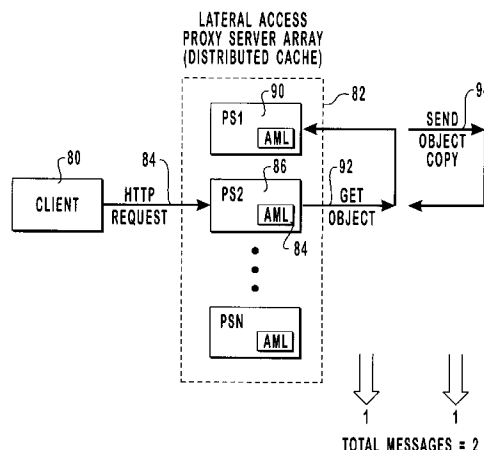 LATERAL ACCESS
PROXY SERVER ARRAY
(DISTRIBUTED CACHE)
90
82
PS1
AML
SEND
OBJECT
COPY
80
CLIENT
84
HTTP
REQUEST
86
PS2
AML
84
92
GET
OBJECT
PSN
AML
1
1
TOTAL MESSAGES = 2